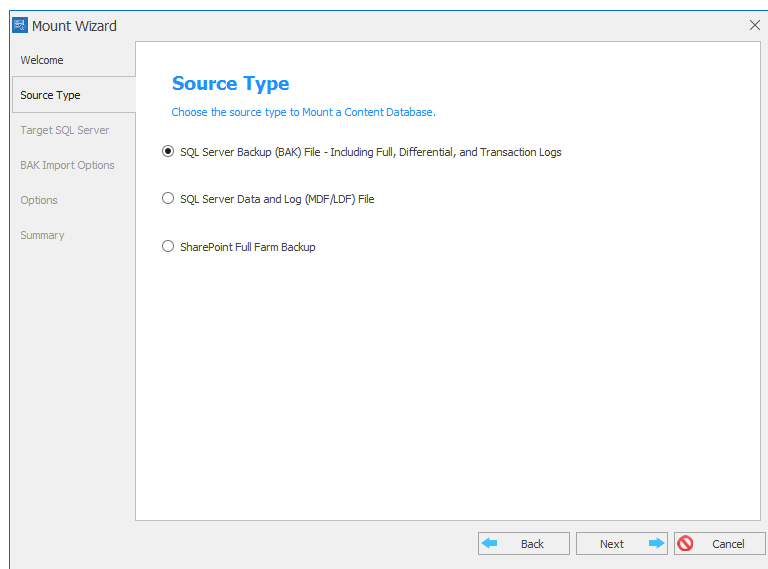 Mount Wizard
Welcome
Source Type
Target SQL Server
BAK Import Options
Options
Summary
Source Type
Choose the source type to Mount a Content Database.
SQL Server Backup (BAK) File - Including Full, Differential, and Transaction Logs
SQL Server Data and Log (MDF/LDF) File
SharePoint Full Farm Backup
Back
Next
Cancel